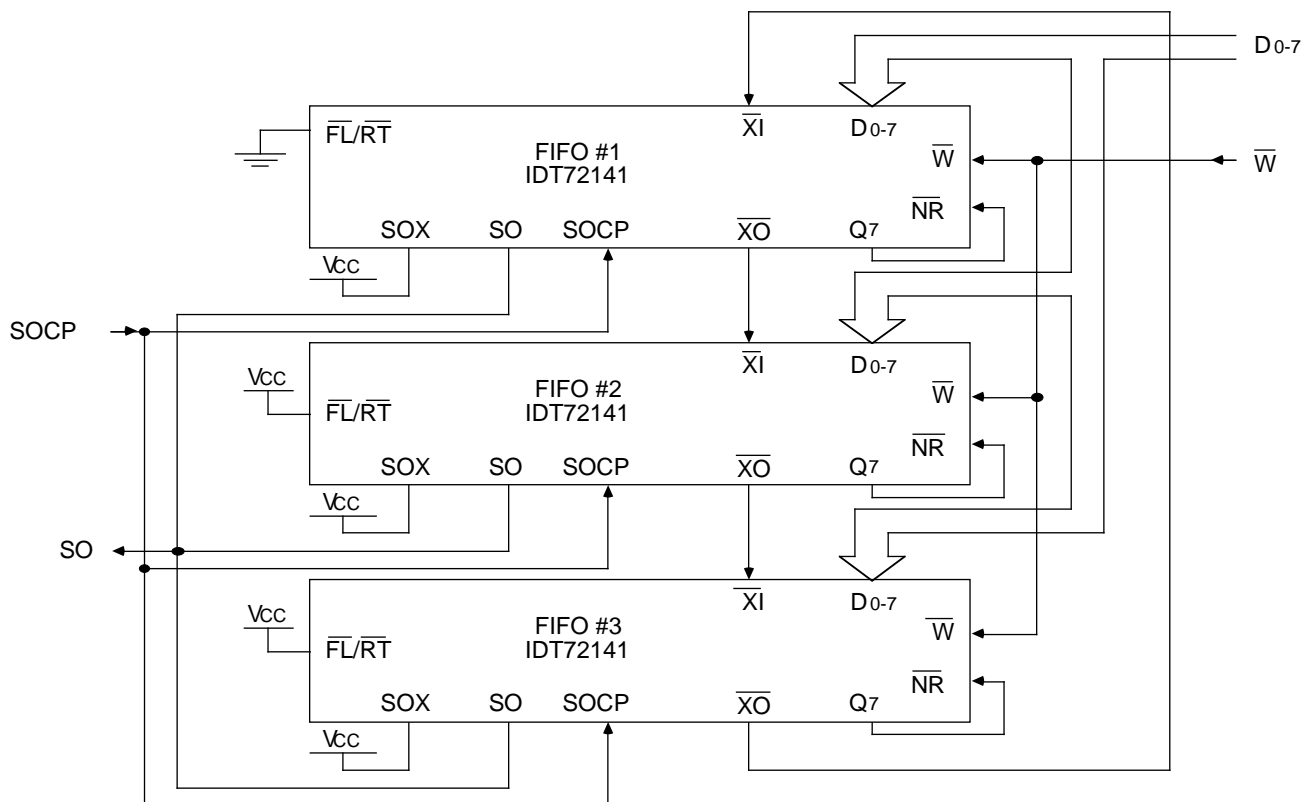 D0-7
FL/RT
XI
D0-7
FIFO #1
IDT72141
W
W
NR
SOX
SO
SOCP
XO
Q7
VCC
SOCP
VCC
XI
D0-7
FIFO #2
IDT72141
W
FL/RT
NR
SOX
SO
SOCP
XO
Q7
VCC
SO
VCC
XI
D0-7
FIFO #3
IDT72141
W
FL/RT
NR
SOX
SO
SOCP
XO
Q7
VCC